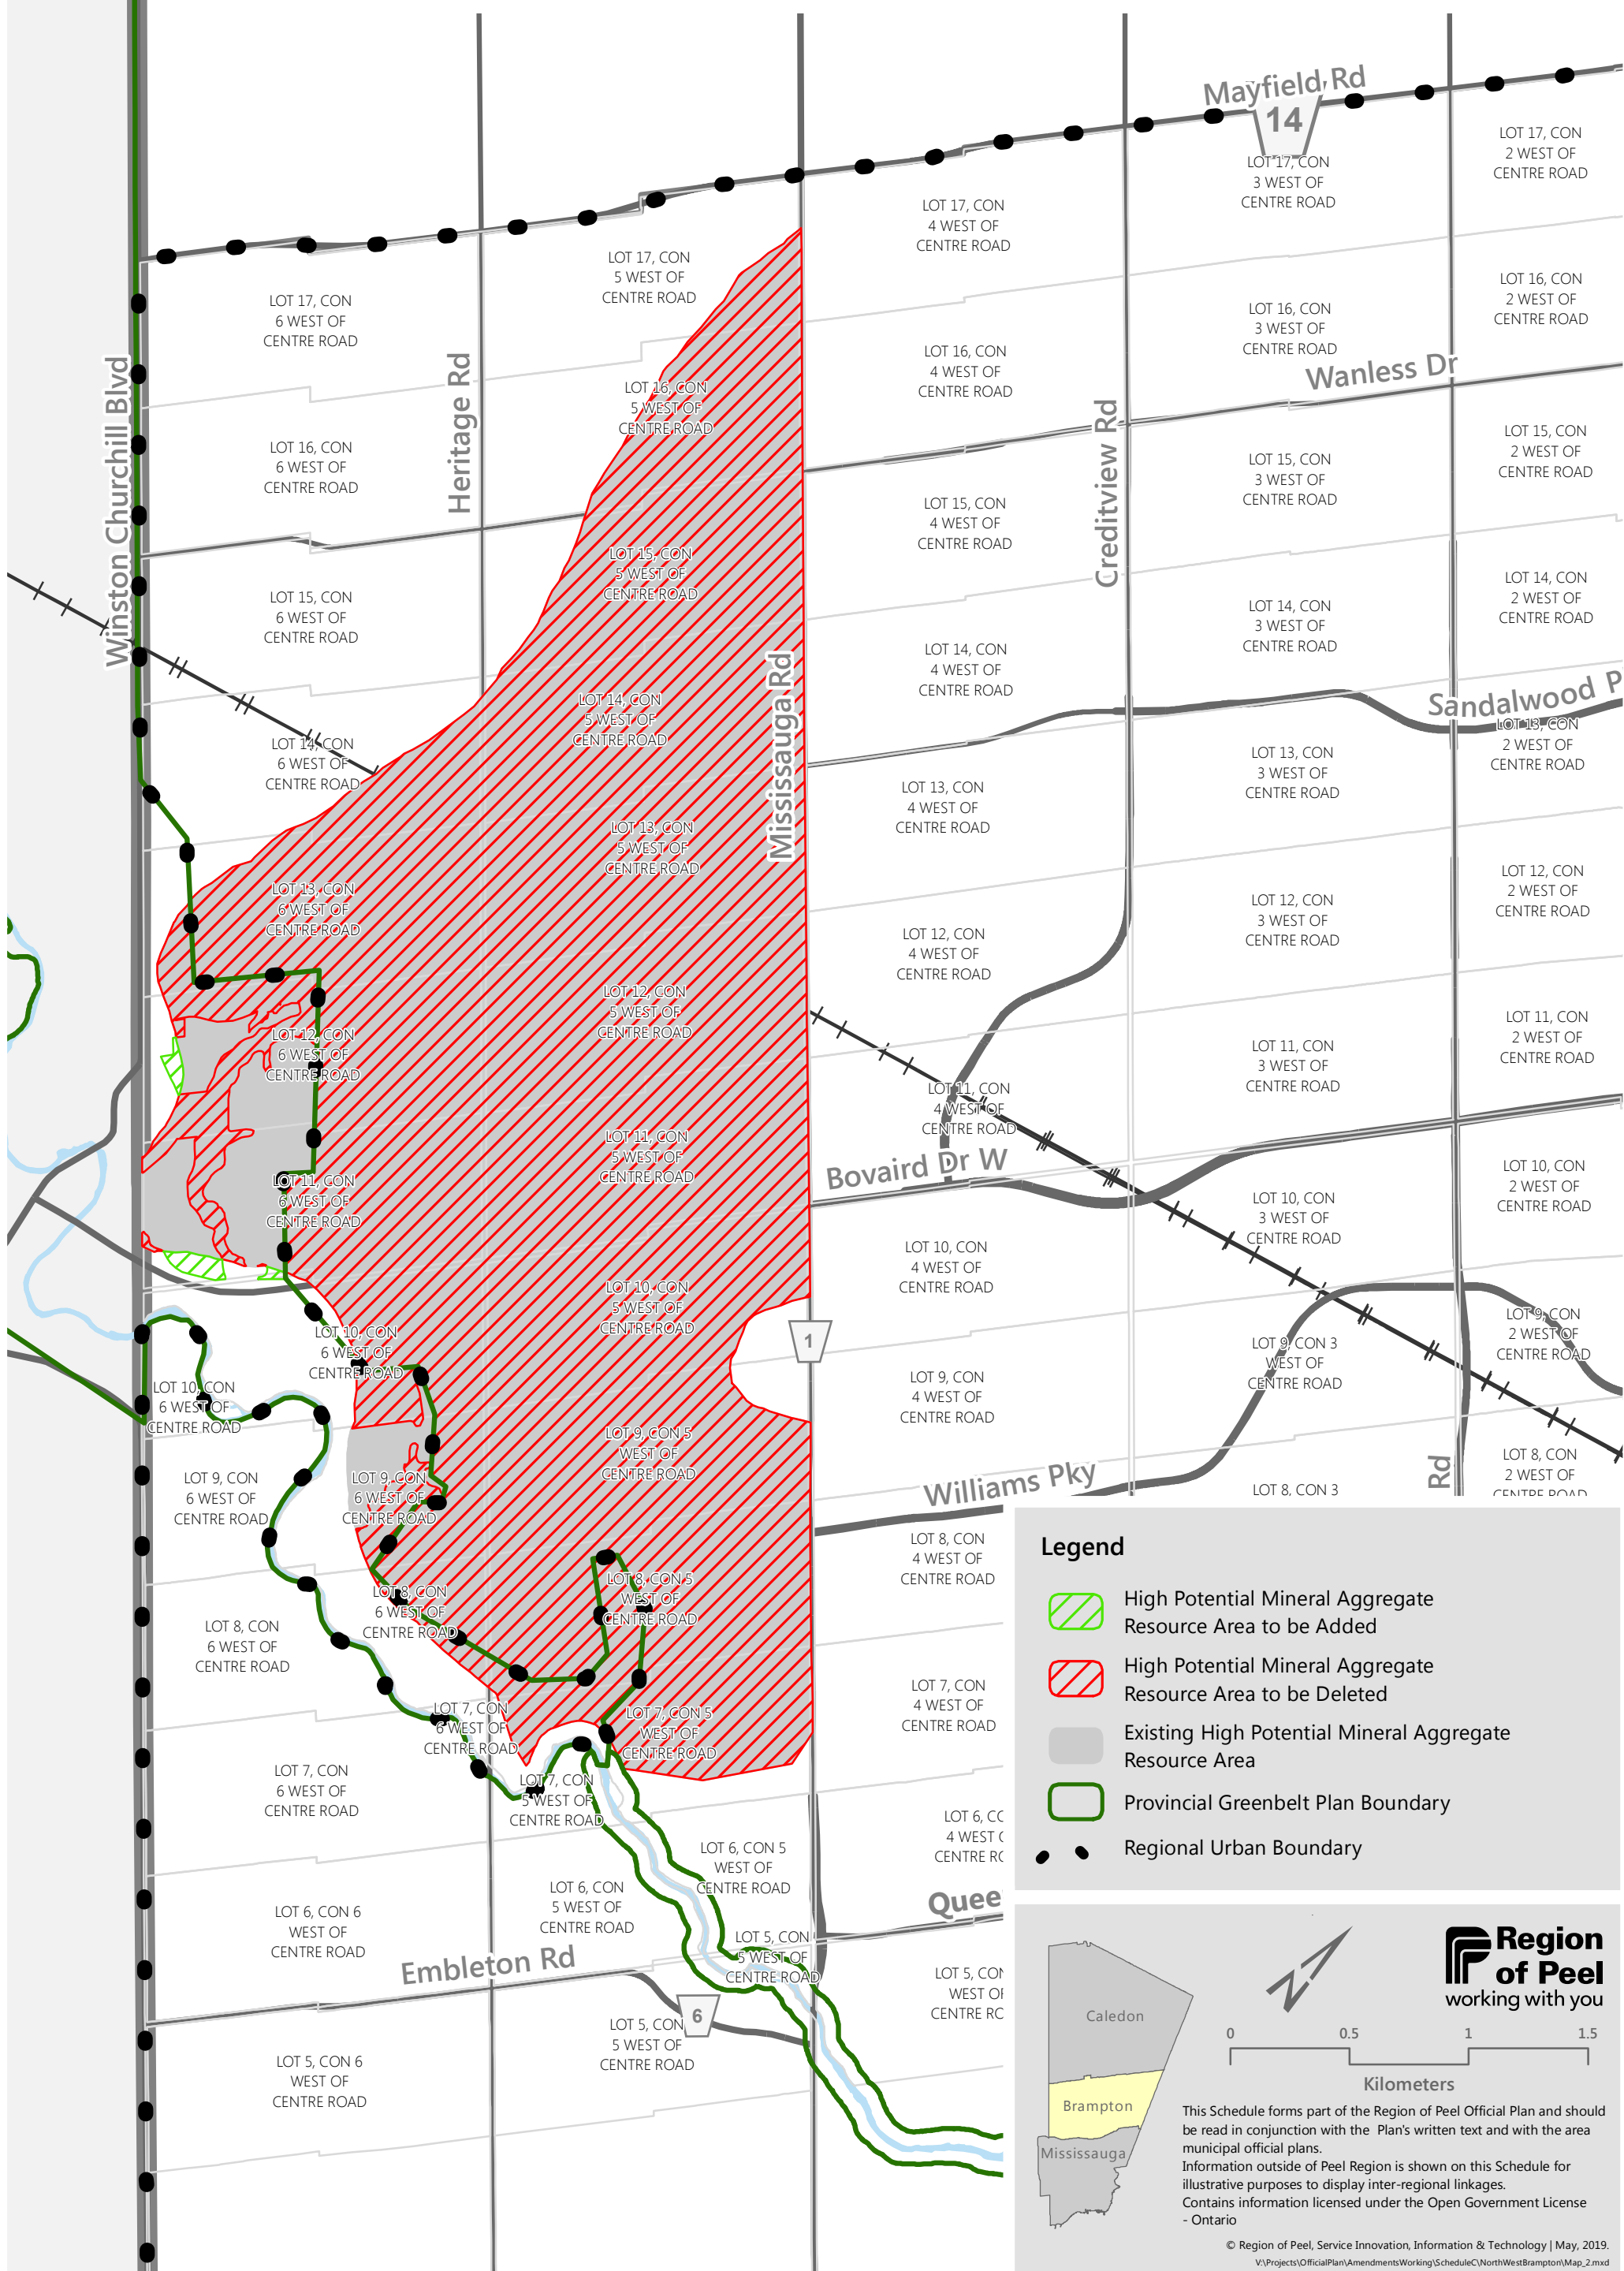 Mayfield Rd
14
LOT 17, CON
2 WEST OF
CENTRE ROAD
LOT 17, CON
3 WEST OF
CENTRE ROAD
LOT 17, CON
4 WEST OF
CENTRE ROAD
LOT 17, CON
5 WEST OF
CENTRE ROAD
LOT 17, CON
6 WEST OF
CENTRE ROAD
LOT 16, CON
2 WEST OF
CENTRE ROAD
LOT 16, CON
3 WEST OF
CENTRE ROAD
LOT 16, CON
4 WEST OF
CENTRE ROAD
LOT 16, CON
5 WEST OF
CENTRE ROAD
LOT 16, CON
6 WEST OF
CENTRE ROAD
Wanless Dr
Winston Churchill Blvd
Heritage Rd
Creditview Rd
Mississauga Rd
LOT 15, CON
2 WEST OF
CENTRE ROAD
LOT 15, CON
3 WEST OF
CENTRE ROAD
LOT 15, CON
4 WEST OF
CENTRE ROAD
LOT 15, CON
5 WEST OF
CENTRE ROAD
LOT 15, CON
6 WEST OF
CENTRE ROAD
LOT 14, CON
2 WEST OF
CENTRE ROAD
LOT 14, CON
3 WEST OF
CENTRE ROAD
LOT 14, CON
4 WEST OF
CENTRE ROAD
LOT 14, CON
5 WEST OF
CENTRE ROAD
LOT 14, CON
6 WEST OF
CENTRE ROAD
Sandalwood P
LOT 13, CON
2 WEST OF
CENTRE ROAD
LOT 13, CON
3 WEST OF
CENTRE ROAD
LOT 13, CON
4 WEST OF
CENTRE ROAD
LOT 13, CON
5 WEST OF
CENTRE ROAD
LOT 13, CON
6 WEST OF
CENTRE ROAD
LOT 12, CON
2 WEST OF
CENTRE ROAD
LOT 12, CON
3 WEST OF
CENTRE ROAD
LOT 12, CON
4 WEST OF
CENTRE ROAD
LOT 12, CON
5 WEST OF
CENTRE ROAD
LOT 12, CON
6 WEST OF
CENTRE ROAD
LOT 11, CON
2 WEST OF
CENTRE ROAD
LOT 11, CON
3 WEST OF
CENTRE ROAD
LOT 11, CON
4 WEST OF
CENTRE ROAD
LOT 11, CON
5 WEST OF
CENTRE ROAD
LOT 11, CON
6 WEST OF
CENTRE ROAD
Bovaird Dr W
LOT 10, CON
2 WEST OF
CENTRE ROAD
LOT 10, CON
3 WEST OF
CENTRE ROAD
LOT 10, CON
4 WEST OF
CENTRE ROAD
LOT 10, CON
5 WEST OF
CENTRE ROAD
LOT 10, CON
6 WEST OF
CENTRE ROAD
LOT 10, CON
6 WEST OF
CENTRE ROAD
1
LOT 9, CON
2 WEST OF
CENTRE ROAD
LOT 9, CON 3
WEST OF
CENTRE ROAD
LOT 9, CON
4 WEST OF
CENTRE ROAD
LOT 9, CON 5
WEST OF
CENTRE ROAD
LOT 9, CON
6 WEST OF
CENTRE ROAD
LOT 9, CON
6 WEST OF
CENTRE ROAD
Williams Pky
Rd
LOT 8, CON
2 WEST OF
CENTRE ROAD
LOT 8, CON 3
LOT 8, CON
4 WEST OF
CENTRE ROAD
LOT 8, CON 5
WEST OF
CENTRE ROAD
LOT 8, CON
6 WEST OF
CENTRE ROAD
LOT 8, CON
6 WEST OF
CENTRE ROAD
LOT 7, CON
4 WEST OF
CENTRE ROAD
LOT 7, CON 5
WEST OF
CENTRE ROAD
LOT 7, CON
6 WEST OF
CENTRE ROAD
LOT 7, CON
5 WEST OF
CENTRE ROAD
LOT 7, CON
6 WEST OF
CENTRE ROAD
LOT 6, CC
4 WEST C
CENTRE RC
LOT 6, CON 5
WEST OF
CENTRE ROAD
LOT 6, CON
5 WEST OF
CENTRE ROAD
LOT 6, CON 6
WEST OF
CENTRE ROAD
Quee
Embleton Rd
LOT 5, CON
5 WEST OF
CENTRE ROAD
LOT 5, CON
WEST OF
CENTRE RC
6
LOT 5, CON
5 WEST OF
CENTRE ROAD
LOT 5, CON 6
WEST OF
CENTRE ROAD
Legend
High Potential Mineral Aggregate
Resource Area to be Added
High Potential Mineral Aggregate
Resource Area to be Deleted
Existing High Potential Mineral Aggregate
Resource Area
Provincial Greenbelt Plan Boundary
Regional Urban Boundary
Caledon
Brampton
Mississauga
N
Region
of Peel
working with you
0 0.5 1 1.5
Kilometers
This Schedule forms part of the Region of Peel Official Plan and should
be read in conjunction with the Plan's written text and with the area
municipal official plans.
Information outside of Peel Region is shown on this Schedule for
illustrative purposes to display inter-regional linkages.
Contains information licensed under the Open Government License
- Ontario
© Region of Peel, Service Innovation, Information & Technology | May, 2019.
V:\Projects\OfficialPlan\AmendmentsWorking\ScheduleC\NorthWestBrampton\Map_2.mxd